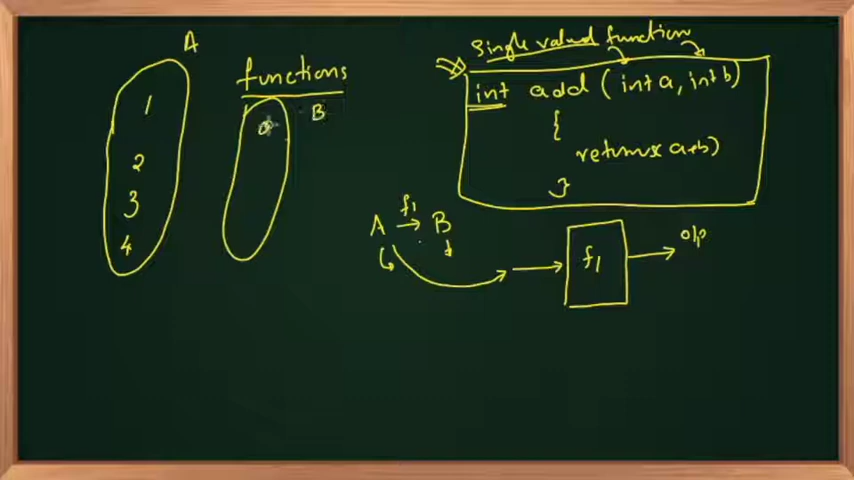 A
functions
1
2
3
4
B
Single valued function
int add (int a, int b)
{
return(a+b)
}
A f1 → B
f1
o/p